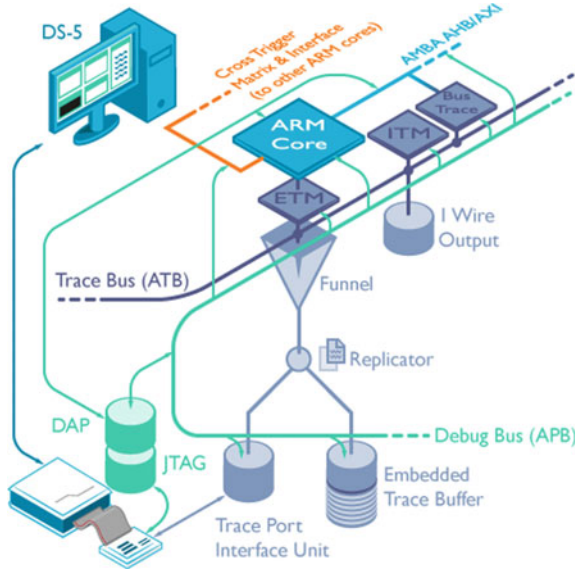 DS-5
Cross Trigger
Matrix & Interface
(to other ARM cores)
AMBA AHB/AXI
ARM
Core
Bus
Trace
ITM
ETM
1 Wire
Output
Trace Bus (ATB)
Funnel
Replicator
DAP
JTAG
Debug Bus (APB)
Trace Port
Interface Unit
Embedded
Trace Buffer